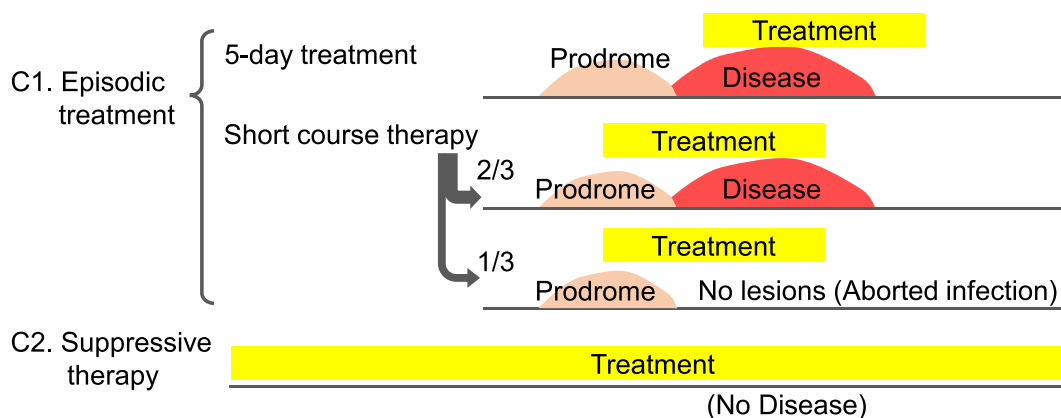 C1. Episodic
treatment
5-day treatment
Treatment
Prodrome
Disease
Short course therapy
2/3
Treatment
Prodrome
Disease
1/3
Treatment
Prodrome
No lesions (Aborted infection)
C2. Suppressive
therapy
Treatment
(No Disease)